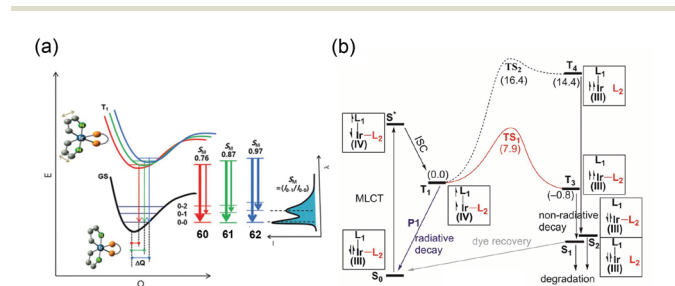 (a)
T₁
E
GS
0-2
0-1
0-0
ΔQ
Q
S_M S_M S_M
0.76 0.87 0.97
60 61 62
S_M
=(I₀₋₁/I₀₋₀)
λ
I
(b)
TS₂
(16.4)
T₄
(14.4)
L₁
Ir L₂
(III)
L₁
Ir—L₂
(IV)
S*
ISC
(0.0)
T₁
TS₁
(7.9)
L₁
Ir—L₂
(III)
T₃
(−0.8)
MLCT
L₁
Ir—L₂
(IV)
P1
radiative
decay
non-radiative
decay
L₁
Ir L₂
(III)
L₁
Ir—L₂
(III)
S₀
dye recovery
S₁
S₂
L₁
Ir—L₂
(III)
degradation